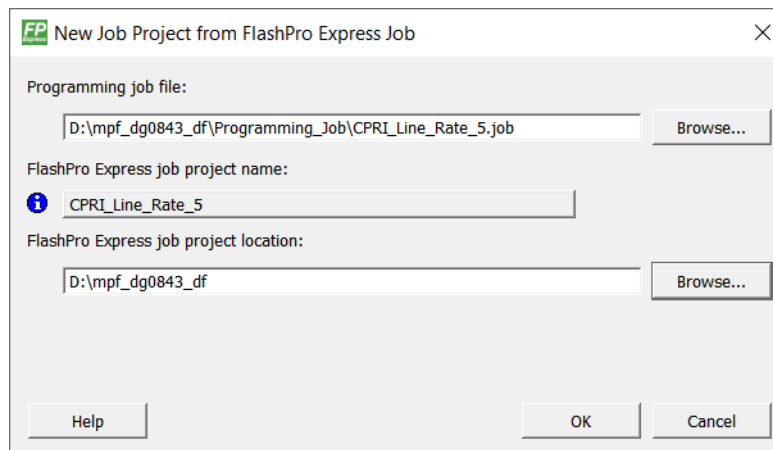 FP Express New Job Project from FlashPro Express Job
Programming job file:
D:\mpf_dg0843_df\Programming_Job\CPRI_Line_Rate_5.job Browse...
FlashPro Express job project name:
CPRI_Line_Rate_5
FlashPro Express job project location:
D:\mpf_dg0843_df Browse...
Help OK Cancel